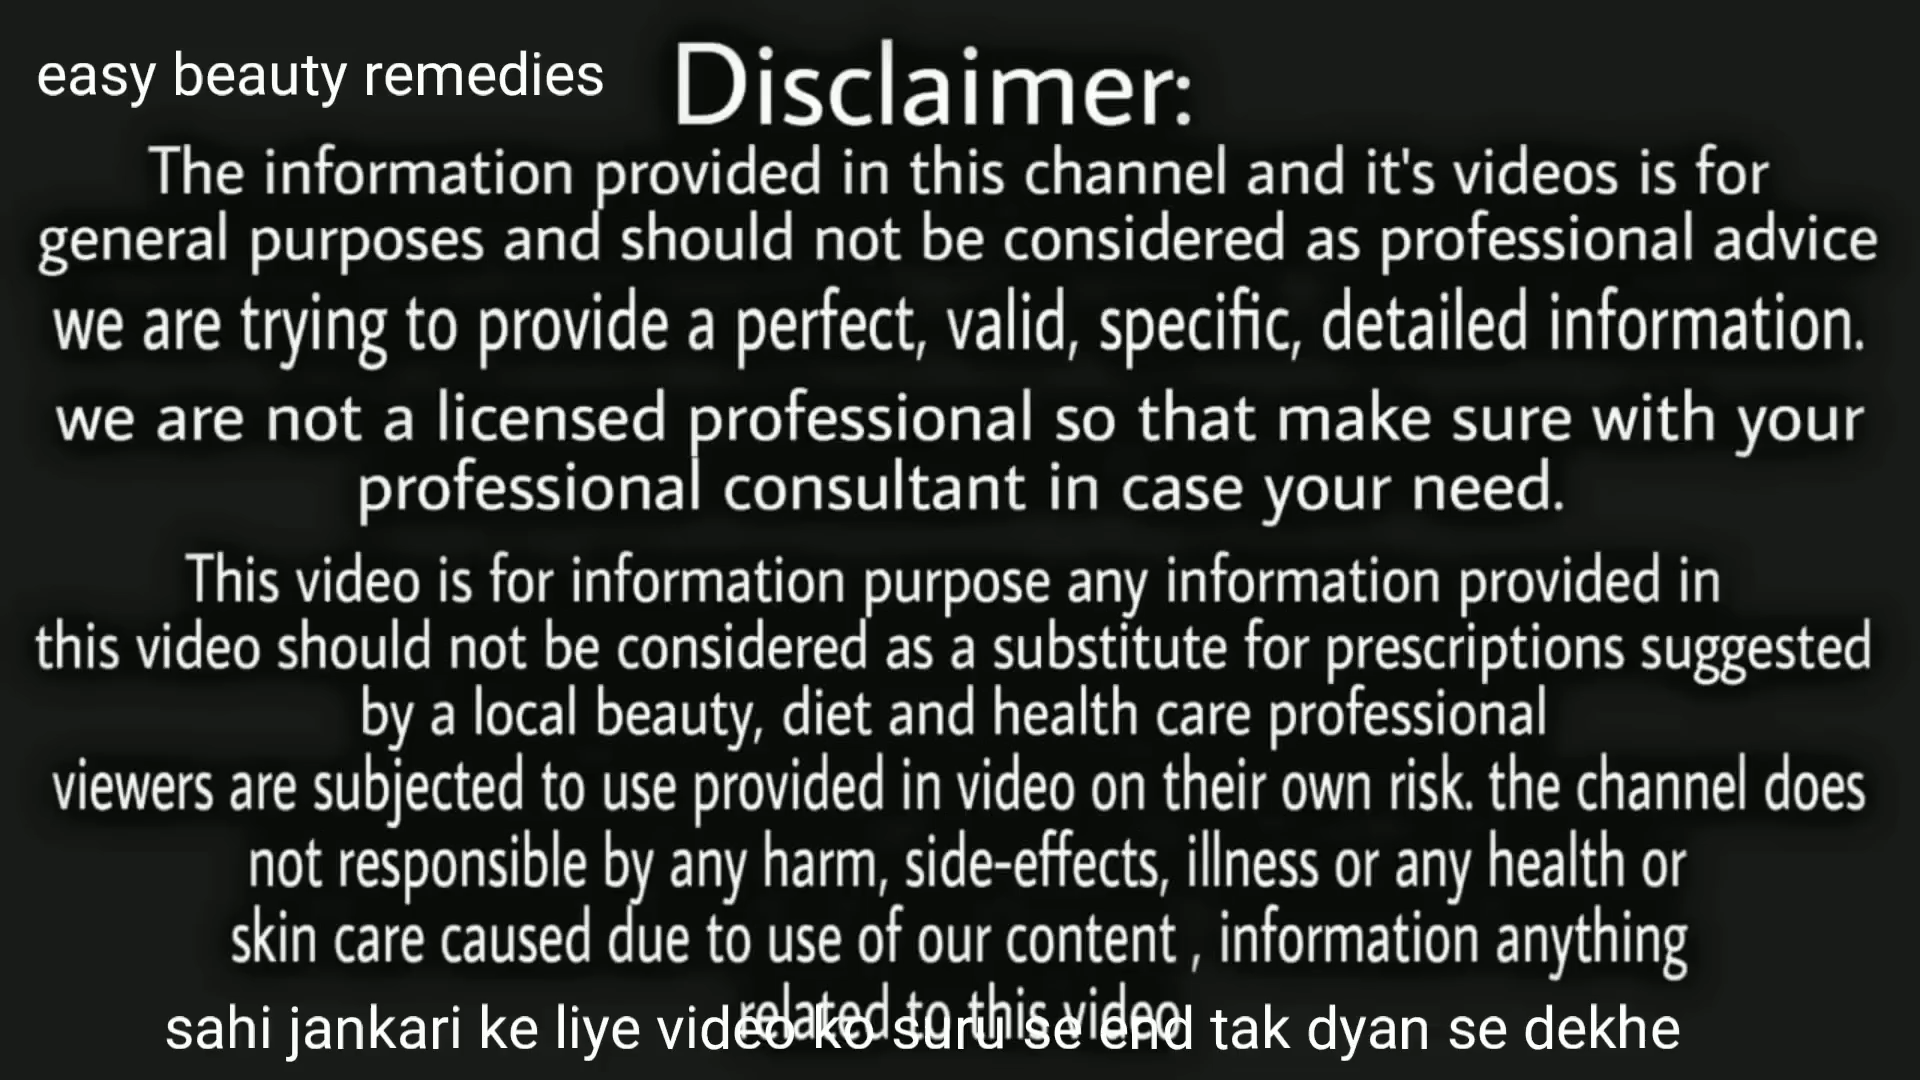 easy beauty remedies
Disclaimer:
The information provided in this channel and it's videos is for
general purposes and should not be considered as professional advice
we are trying to provide a perfect, valid, specific, detailed information.
we are not a licensed professional so that make sure with your
professional consultant in case your need.
This video is for information purpose any information provided in
this video should not be considered as a substitute for prescriptions suggested
by a local beauty, diet and health care professional
viewers are subjected to use provided in video on their own risk. the channel does
not responsible by any harm, side-effects, illness or any health or
skin care caused due to use of our content , information anything
related to this video
sahi jankari ke liye video ko suru se end tak dyan se dekhe